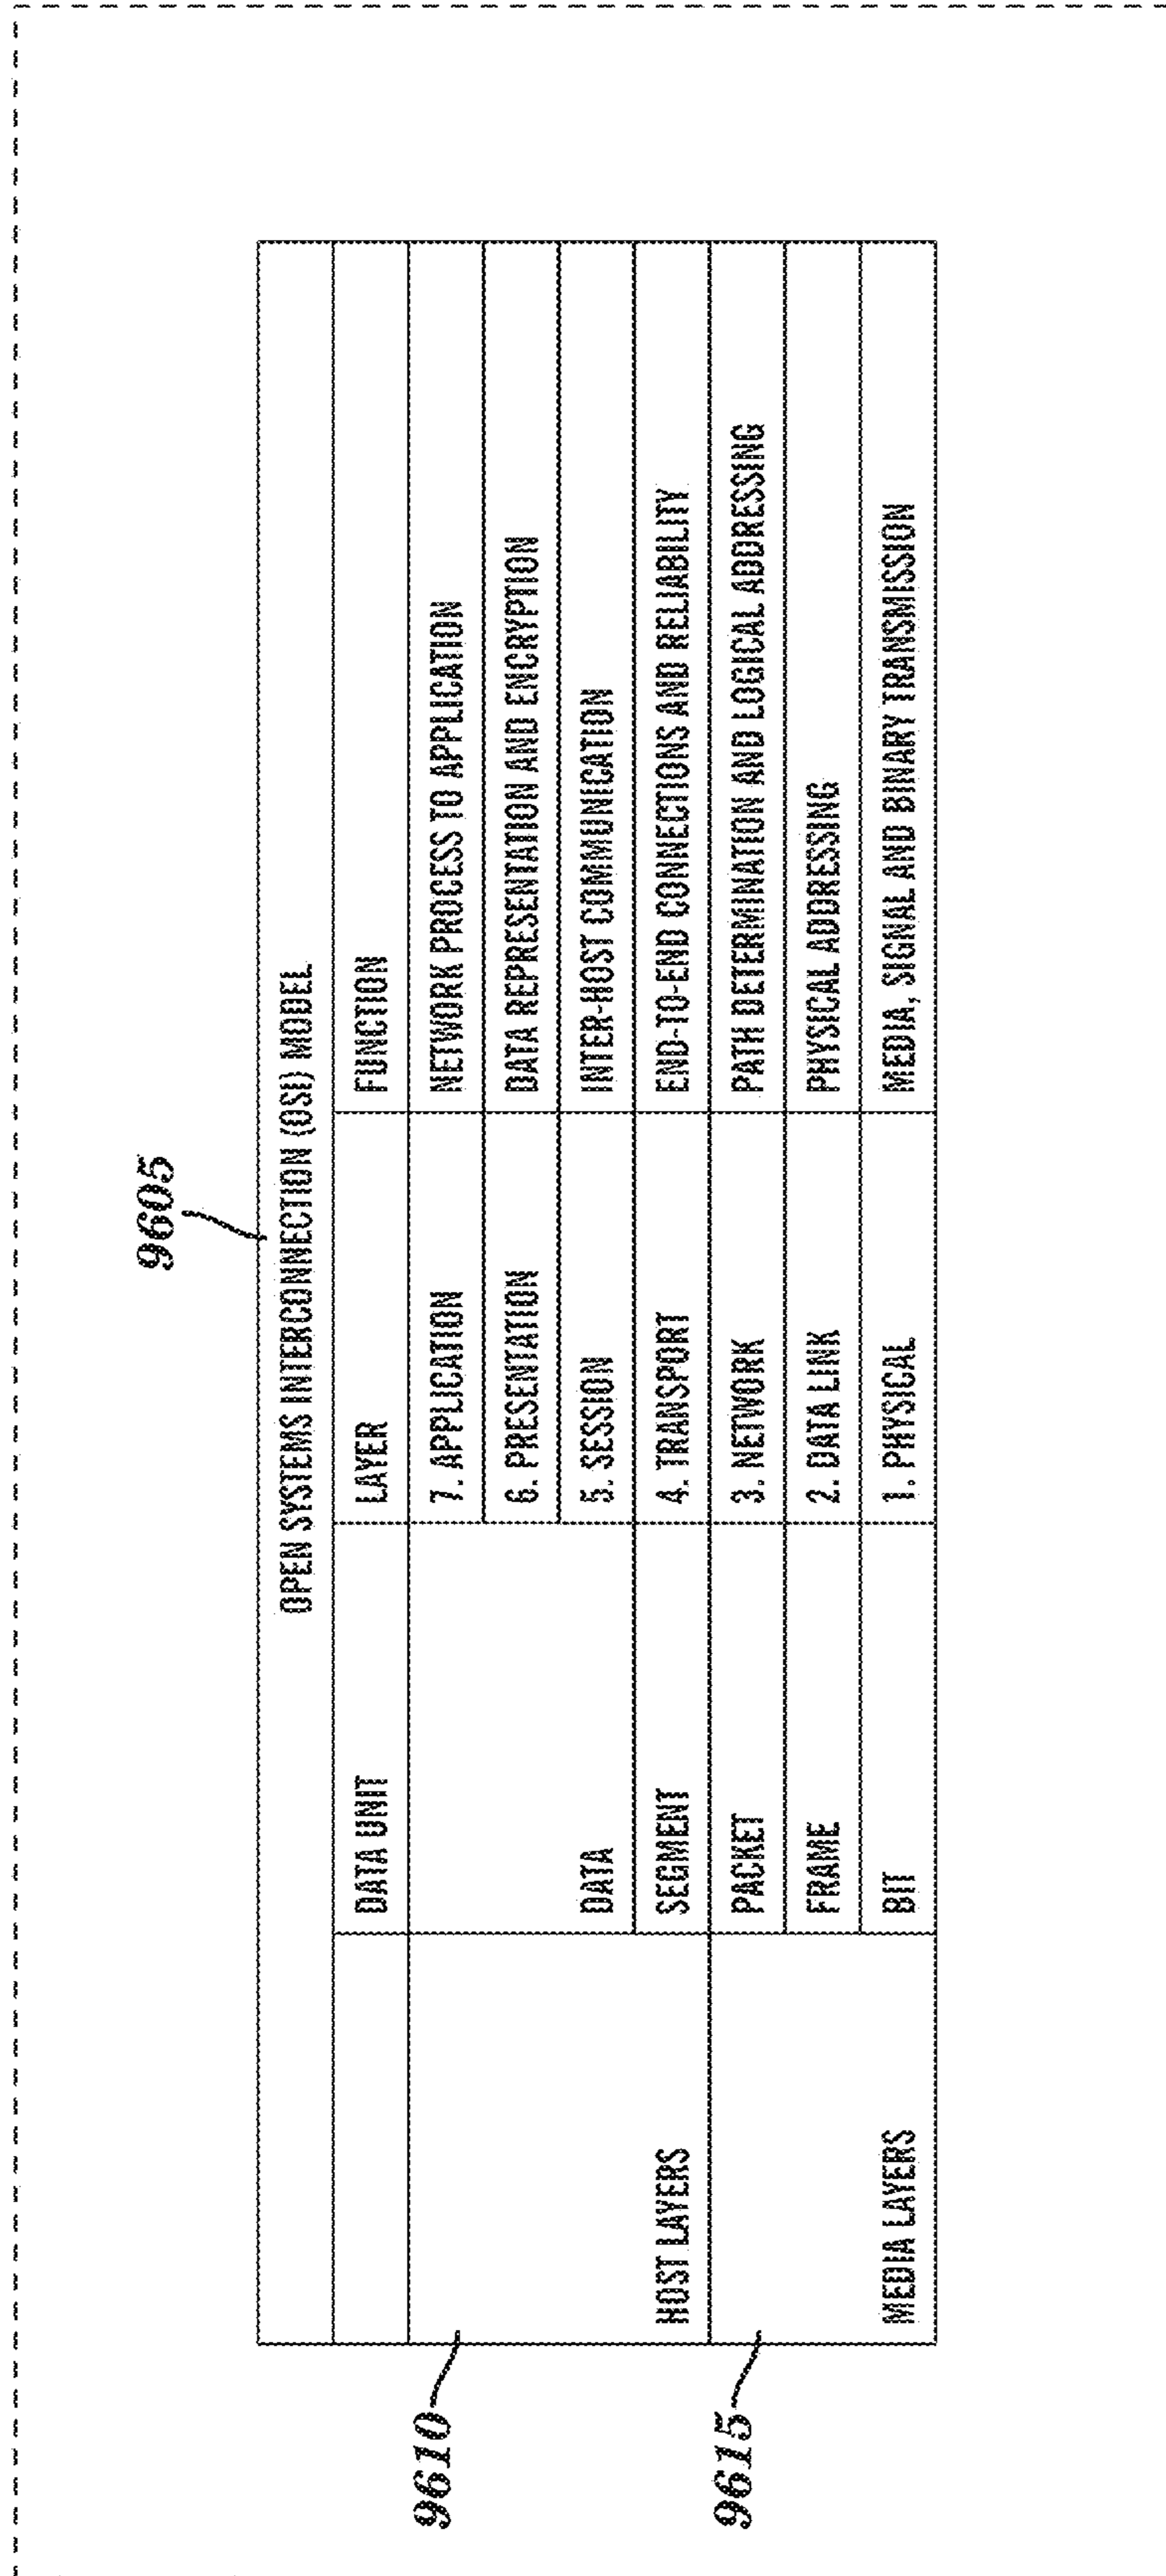 9605
OPEN SYSTEMS INTERCONNECTION (OSI) MODEL
DATA UNIT LAYER FUNCTION
9610
7. APPLICATION NETWORK PROCESS TO APPLICATION
6. PRESENTATION DATA REPRESENTATION AND ENCRYPTION
DATA 5. SESSION INTER-HOST COMMUNICATION
HOST LAYERS SEGMENT 4. TRANSPORT END-TO-END CONNECTIONS AND RELIABILITY
9615
PACKET 3. NETWORK PATH DETERMINATION AND LOGICAL ADDRESSING
FRAME 2. DATA LINK PHYSICAL ADDRESSING
MEDIA LAYERS BIT 1. PHYSICAL MEDIA, SIGNAL AND BINARY TRANSMISSION